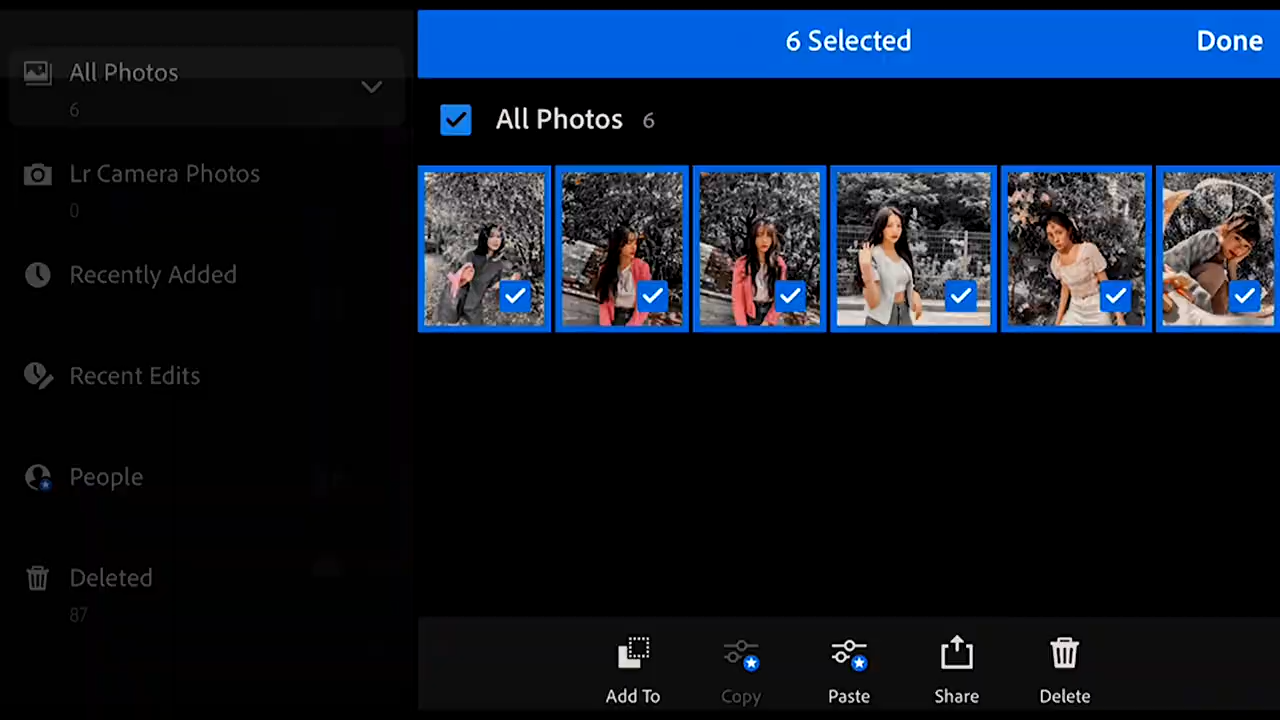 All Photos
6
Lr Camera Photos
0
Recently Added
Recent Edits
People
Deleted
87
6 Selected
Done
All Photos 6
Add To
Copy
Paste
Share
Delete